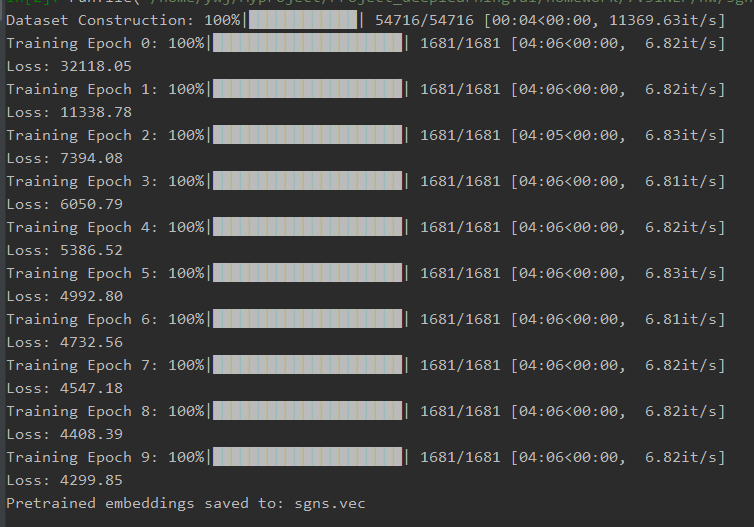 Dataset Construction: 100%|██████████| 54716/54716 [00:04<00:00, 11369.63it/s]
Training Epoch 0: 100%|██████████| 1681/1681 [04:06<00:00,  6.82it/s]
Loss: 32118.05
Training Epoch 1: 100%|██████████| 1681/1681 [04:06<00:00,  6.82it/s]
Loss: 11338.78
Training Epoch 2: 100%|██████████| 1681/1681 [04:05<00:00,  6.83it/s]
Loss: 7394.08
Training Epoch 3: 100%|██████████| 1681/1681 [04:06<00:00,  6.81it/s]
Loss: 6050.79
Training Epoch 4: 100%|██████████| 1681/1681 [04:06<00:00,  6.82it/s]
Loss: 5386.52
Training Epoch 5: 100%|██████████| 1681/1681 [04:06<00:00,  6.83it/s]
Loss: 4992.80
Training Epoch 6: 100%|██████████| 1681/1681 [04:06<00:00,  6.81it/s]
Loss: 4732.56
Training Epoch 7: 100%|██████████| 1681/1681 [04:06<00:00,  6.82it/s]
Loss: 4547.18
Training Epoch 8: 100%|██████████| 1681/1681 [04:06<00:00,  6.82it/s]
Loss: 4408.39
Training Epoch 9: 100%|██████████| 1681/1681 [04:06<00:00,  6.82it/s]
Loss: 4299.85
Pretrained embeddings saved to: sgns.vec